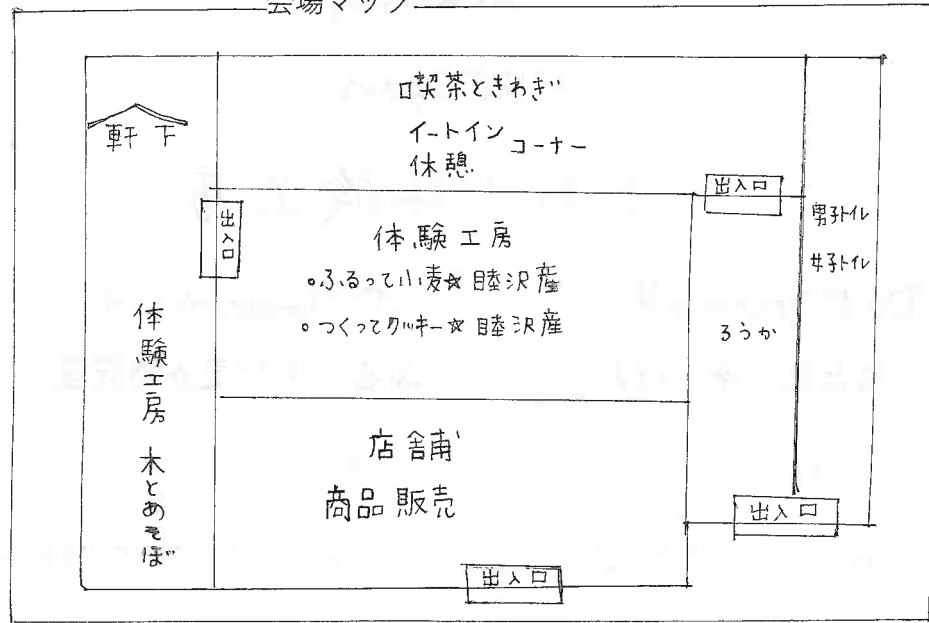 会場マップ
喫茶ときわぎ
イートイン
休憩
コーナー
軒下
出入口
出入口
体験工房
◦ふるって小麦☆睦沢産
◦つくってクッキー☆睦沢産
男子トイレ
女子トイレ
ろうか
体験工房 木とあそぼ
店舗
商品販売
出入口
出入口